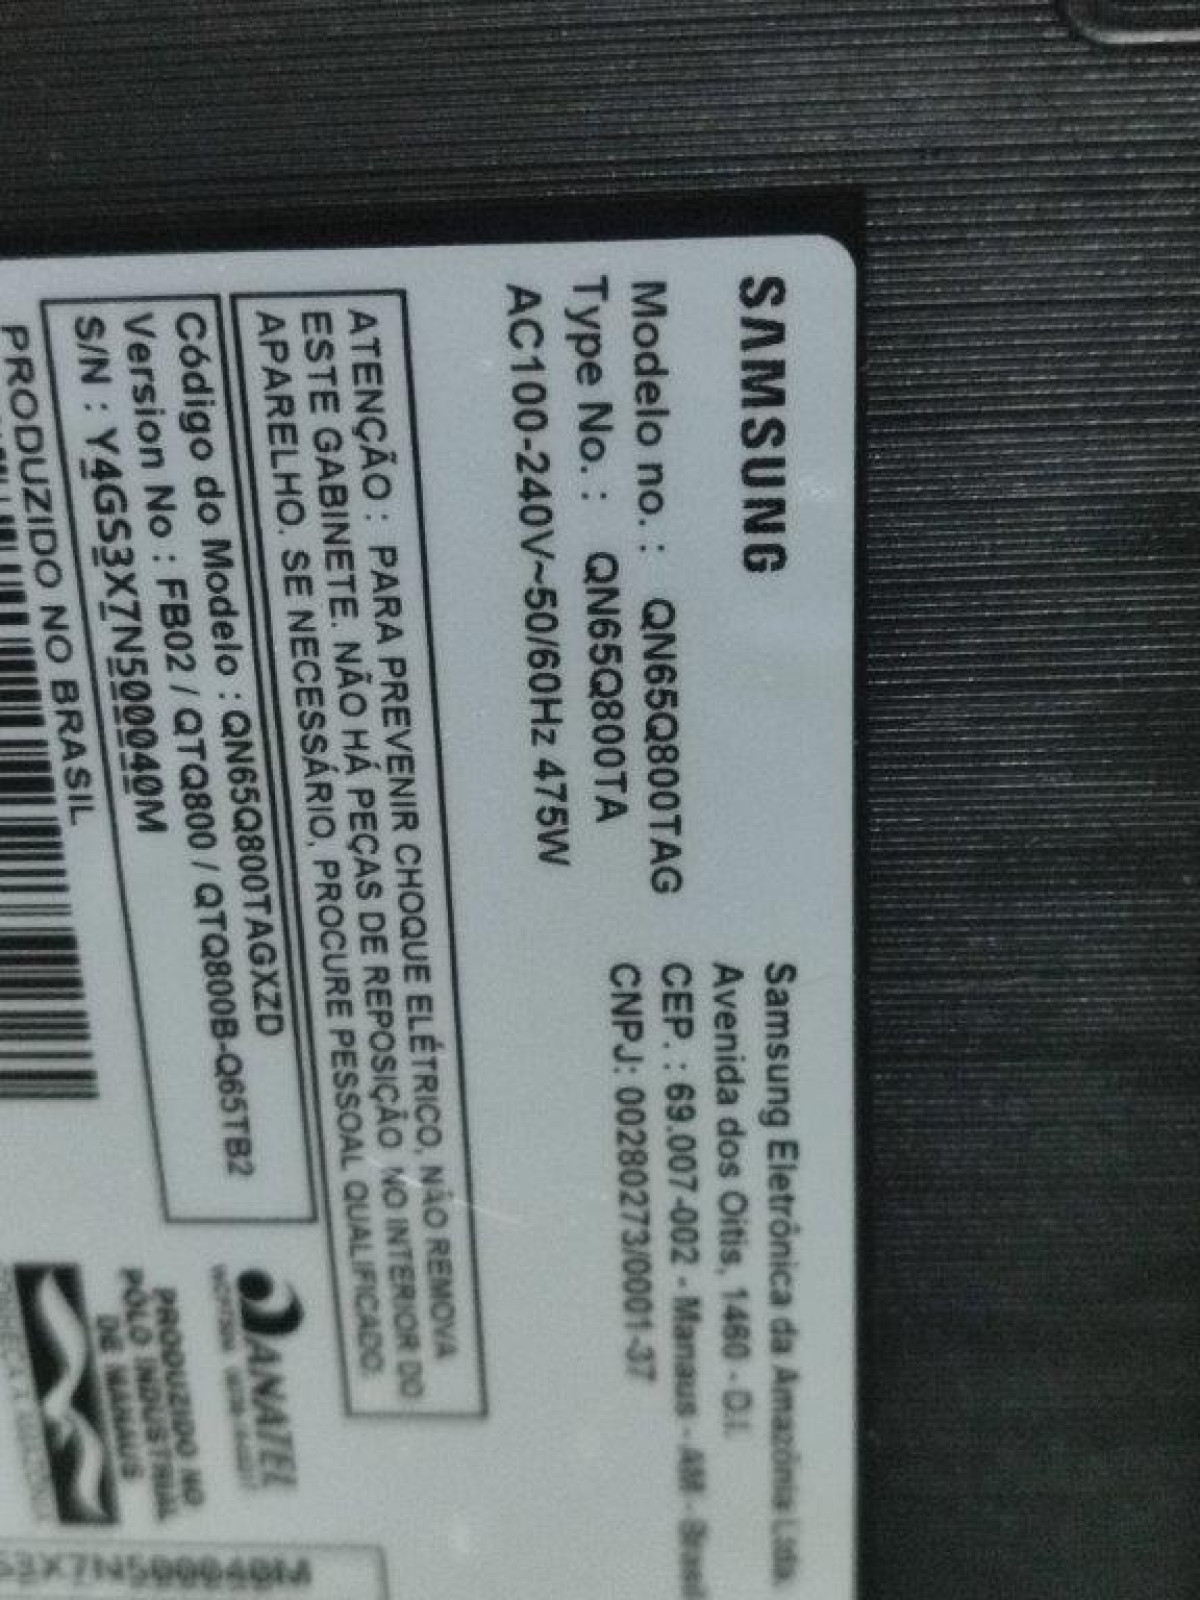 SAMSUNG
Modelo no. : QN65Q800TAG
Type No. : QN65Q800TA
AC100-240V~50/60Hz 475W
Samsung Eletrônica da Amazônia Ltda.
Avenida dos Oitis, 1460 - D.I.
CEP. : 69.007-002 - Manaus - AM - Brasil
CNPJ: 00280273/0001-37
ATENÇÃO : PARA PREVENIR CHOQUE ELÉTRICO, NÃO REMOVA
ESTE GABINETE. NÃO HÁ PEÇAS DE REPOSIÇÃO NO INTERIOR DO
APARELHO. SE NECESSÁRIO, PROCURE PESSOAL QUALIFICADO.
Código do Modelo : QN65Q800TAGXZD
Version No : FB02 / QTQ800 / QTQ800B-Q65TB2
S/N : Y4GS3X7N500040M
PRODUZIDO NO BRASIL
ANATEL
PRODUZIDO NO
PÓLO INDUSTRIAL
DE MANAUS
CONHEÇA A AMAZÔNIA
3X7N500040M